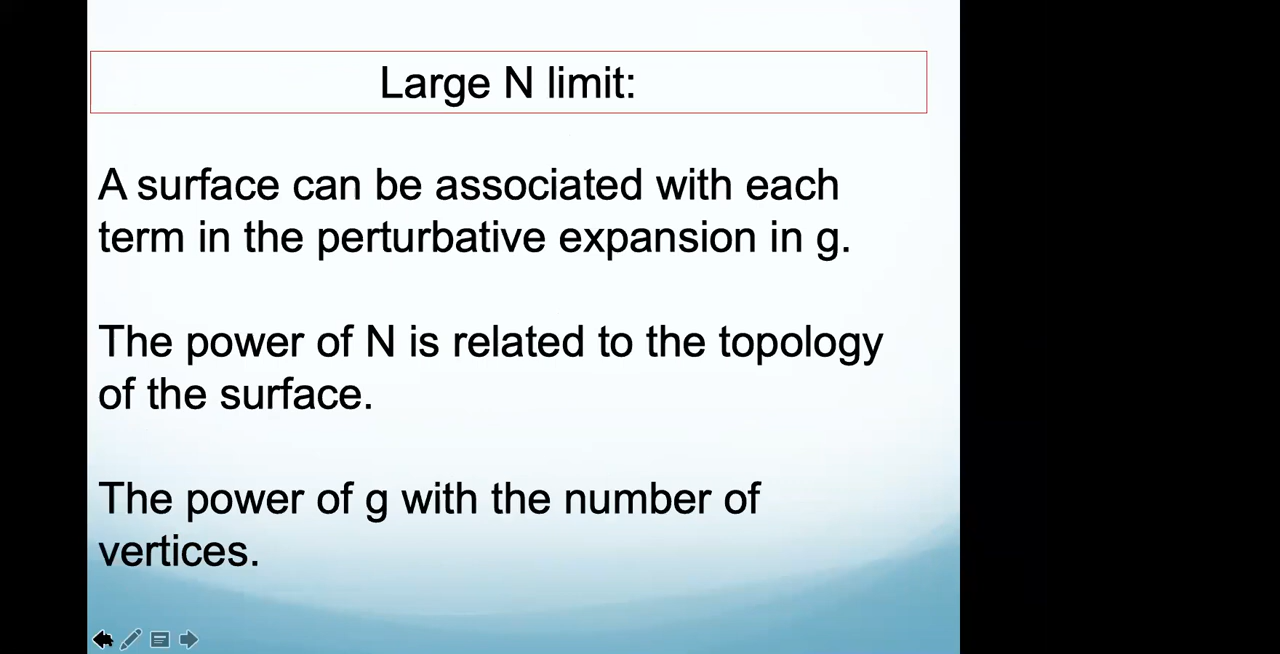 Large N limit:
A surface can be associated with each
term in the perturbative expansion in g.
The power of N is related to the topology
of the surface.
The power of g with the number of
vertices.